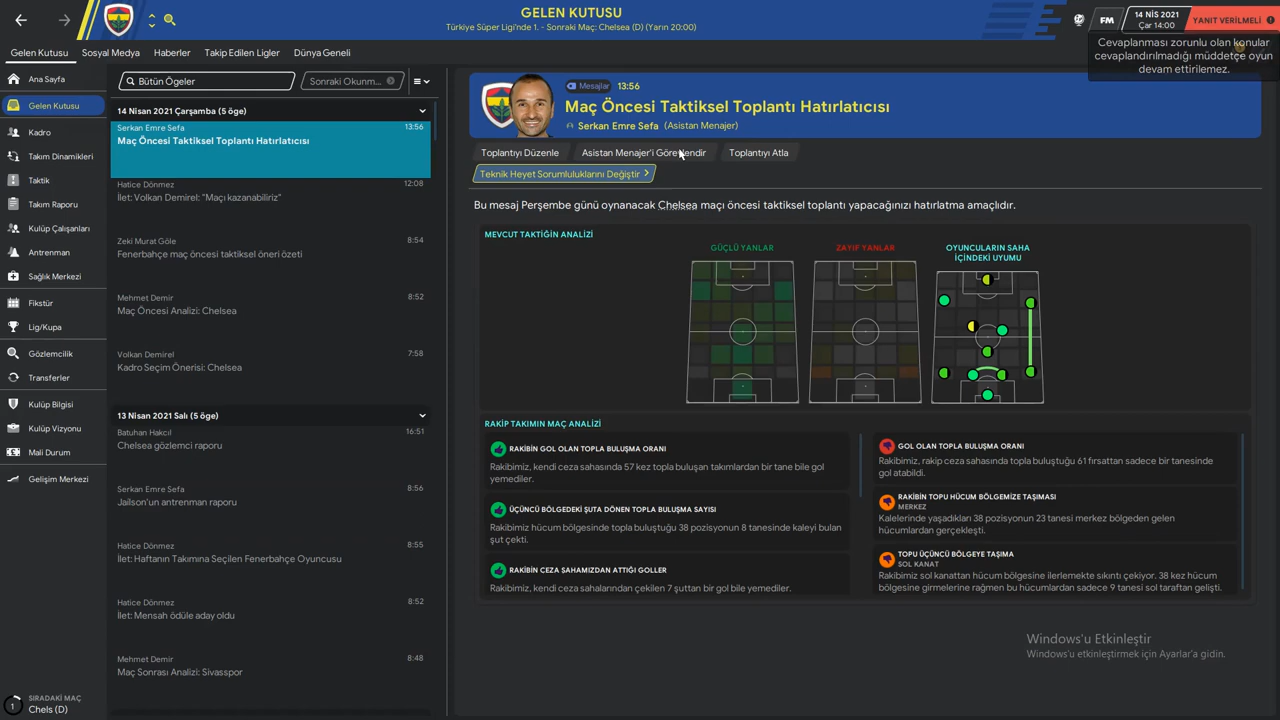 GELEN KUTUSU
Türkiye Süper Ligi'nde 1. - Sonraki Maç: Chelsea (D) (Yarın 20:00)
FM
14 NİS 2021
Çar 14:00
YANIT VERİLMELİ
Cevaplanması zorunlu olan konular
cevaplandırılmadığı müddetçe oyun
devam ettirilemez.
Gelen Kutusu
Sosyal Medya
Haberler
Takip Edilen Ligler
Dünya Geneli
Ana Sayfa
Gelen Kutusu
Kadro
Takım Dinamikleri
Taktik
Takım Raporu
Kulüp Çalışanları
Antrenman
Sağlık Merkezi
Fikstür
Lig/Kupa
Gözlemcilik
Transferler
Kulüp Bilgisi
Kulüp Vizyonu
Mali Durum
Gelişim Merkezi
1
SIRADAKİ MAÇ
Chels (D)
Bütün Ögeler
Sonraki Okunm...
14 Nisan 2021 Çarşamba (5 öge)
Serkan Emre Sefa 13:56
Maç Öncesi Taktiksel Toplantı Hatırlatıcısı
Hatice Dönmez 12:08
İlet: Volkan Demirel: "Maçı kazanabiliriz"
Zeki Murat Göle 8:54
Fenerbahçe maç öncesi taktiksel öneri özeti
Mehmet Demir 8:52
Maç Öncesi Analizi: Chelsea
Volkan Demirel 7:58
Kadro Seçim Önerisi: Chelsea
13 Nisan 2021 Salı (5 öge)
Batuhan Hakcıl 16:51
Chelsea gözlemci raporu
Serkan Emre Sefa 8:56
Jailson'un antrenman raporu
Hatice Dönmez 8:55
İlet: Haftanın Takımına Seçilen Fenerbahçe Oyuncusu
Hatice Dönmez 8:52
İlet: Mensah ödüle aday oldu
Mehmet Demir 8:48
Maç Sonrası Analizi: Sivasspor
Mesajlar 13:56
Maç Öncesi Taktiksel Toplantı Hatırlatıcısı
Serkan Emre Sefa (Asistan Menajer)
Toplantıyı Düzenle
Asistan Menajer'i Görevlendir
Toplantıyı Atla
Teknik Heyet Sorumluluklarını Değiştir
Bu mesaj Perşembe günü oynanacak Chelsea maçı öncesi taktiksel toplantı yapacağınızı hatırlatma amaçlıdır.
MEVCUT TAKTİĞİN ANALİZİ
GÜÇLÜ YANLAR
ZAYIF YANLAR
OYUNCULARIN SAHA
İÇİNDEKİ UYUMU
RAKİP TAKIMIN MAÇ ANALİZİ
RAKİBİN GOL OLAN TOPLA BULUŞMA ORANI
Rakibimiz, kendi ceza sahasında 57 kez topla buluşan takımlardan bir tane bile gol
yemediler.
ÜÇÜNCÜ BÖLGEDEKİ ŞUTA DÖNEN TOPLA BULUŞMA SAYISI
Rakibimiz hücum bölgesinde topla buluştuğu 38 pozisyonun 8 tanesinde kaleyi bulan
şut çekti.
RAKİBİN CEZA SAHAMIZDAN ATTIĞI GOLLER
Rakibimiz, kendi ceza sahalarından çekilen 7 şuttan bir gol bile yemediler.
GOL OLAN TOPLA BULUŞMA ORANI
Rakibimiz, rakip ceza sahasında topla buluştuğu 61 fırsattan sadece bir tanesinde
gol atabildi.
RAKİBİN TOPU HÜCUM BÖLGEMİZE TAŞIMASI
MERKEZ
Kalelerinde yaşadıkları 38 pozisyonun 23 tanesi merkez bölgeden gelen
hücumlardan gerçekleşti.
TOPU ÜÇÜNCÜ BÖLGEYE TAŞIMA
SOL KANAT
Rakibimiz sol kanattan hücum bölgesine ilerlemekte sıkıntı çekiyor. 38 kez hücum
bölgesine girmelerine rağmen bu hücumlardan sadece 9 tanesi sol taraftan gelişti.
Windows'u Etkinleştir
Windows'u etkinleştirmek için Ayarlar'a gidin.